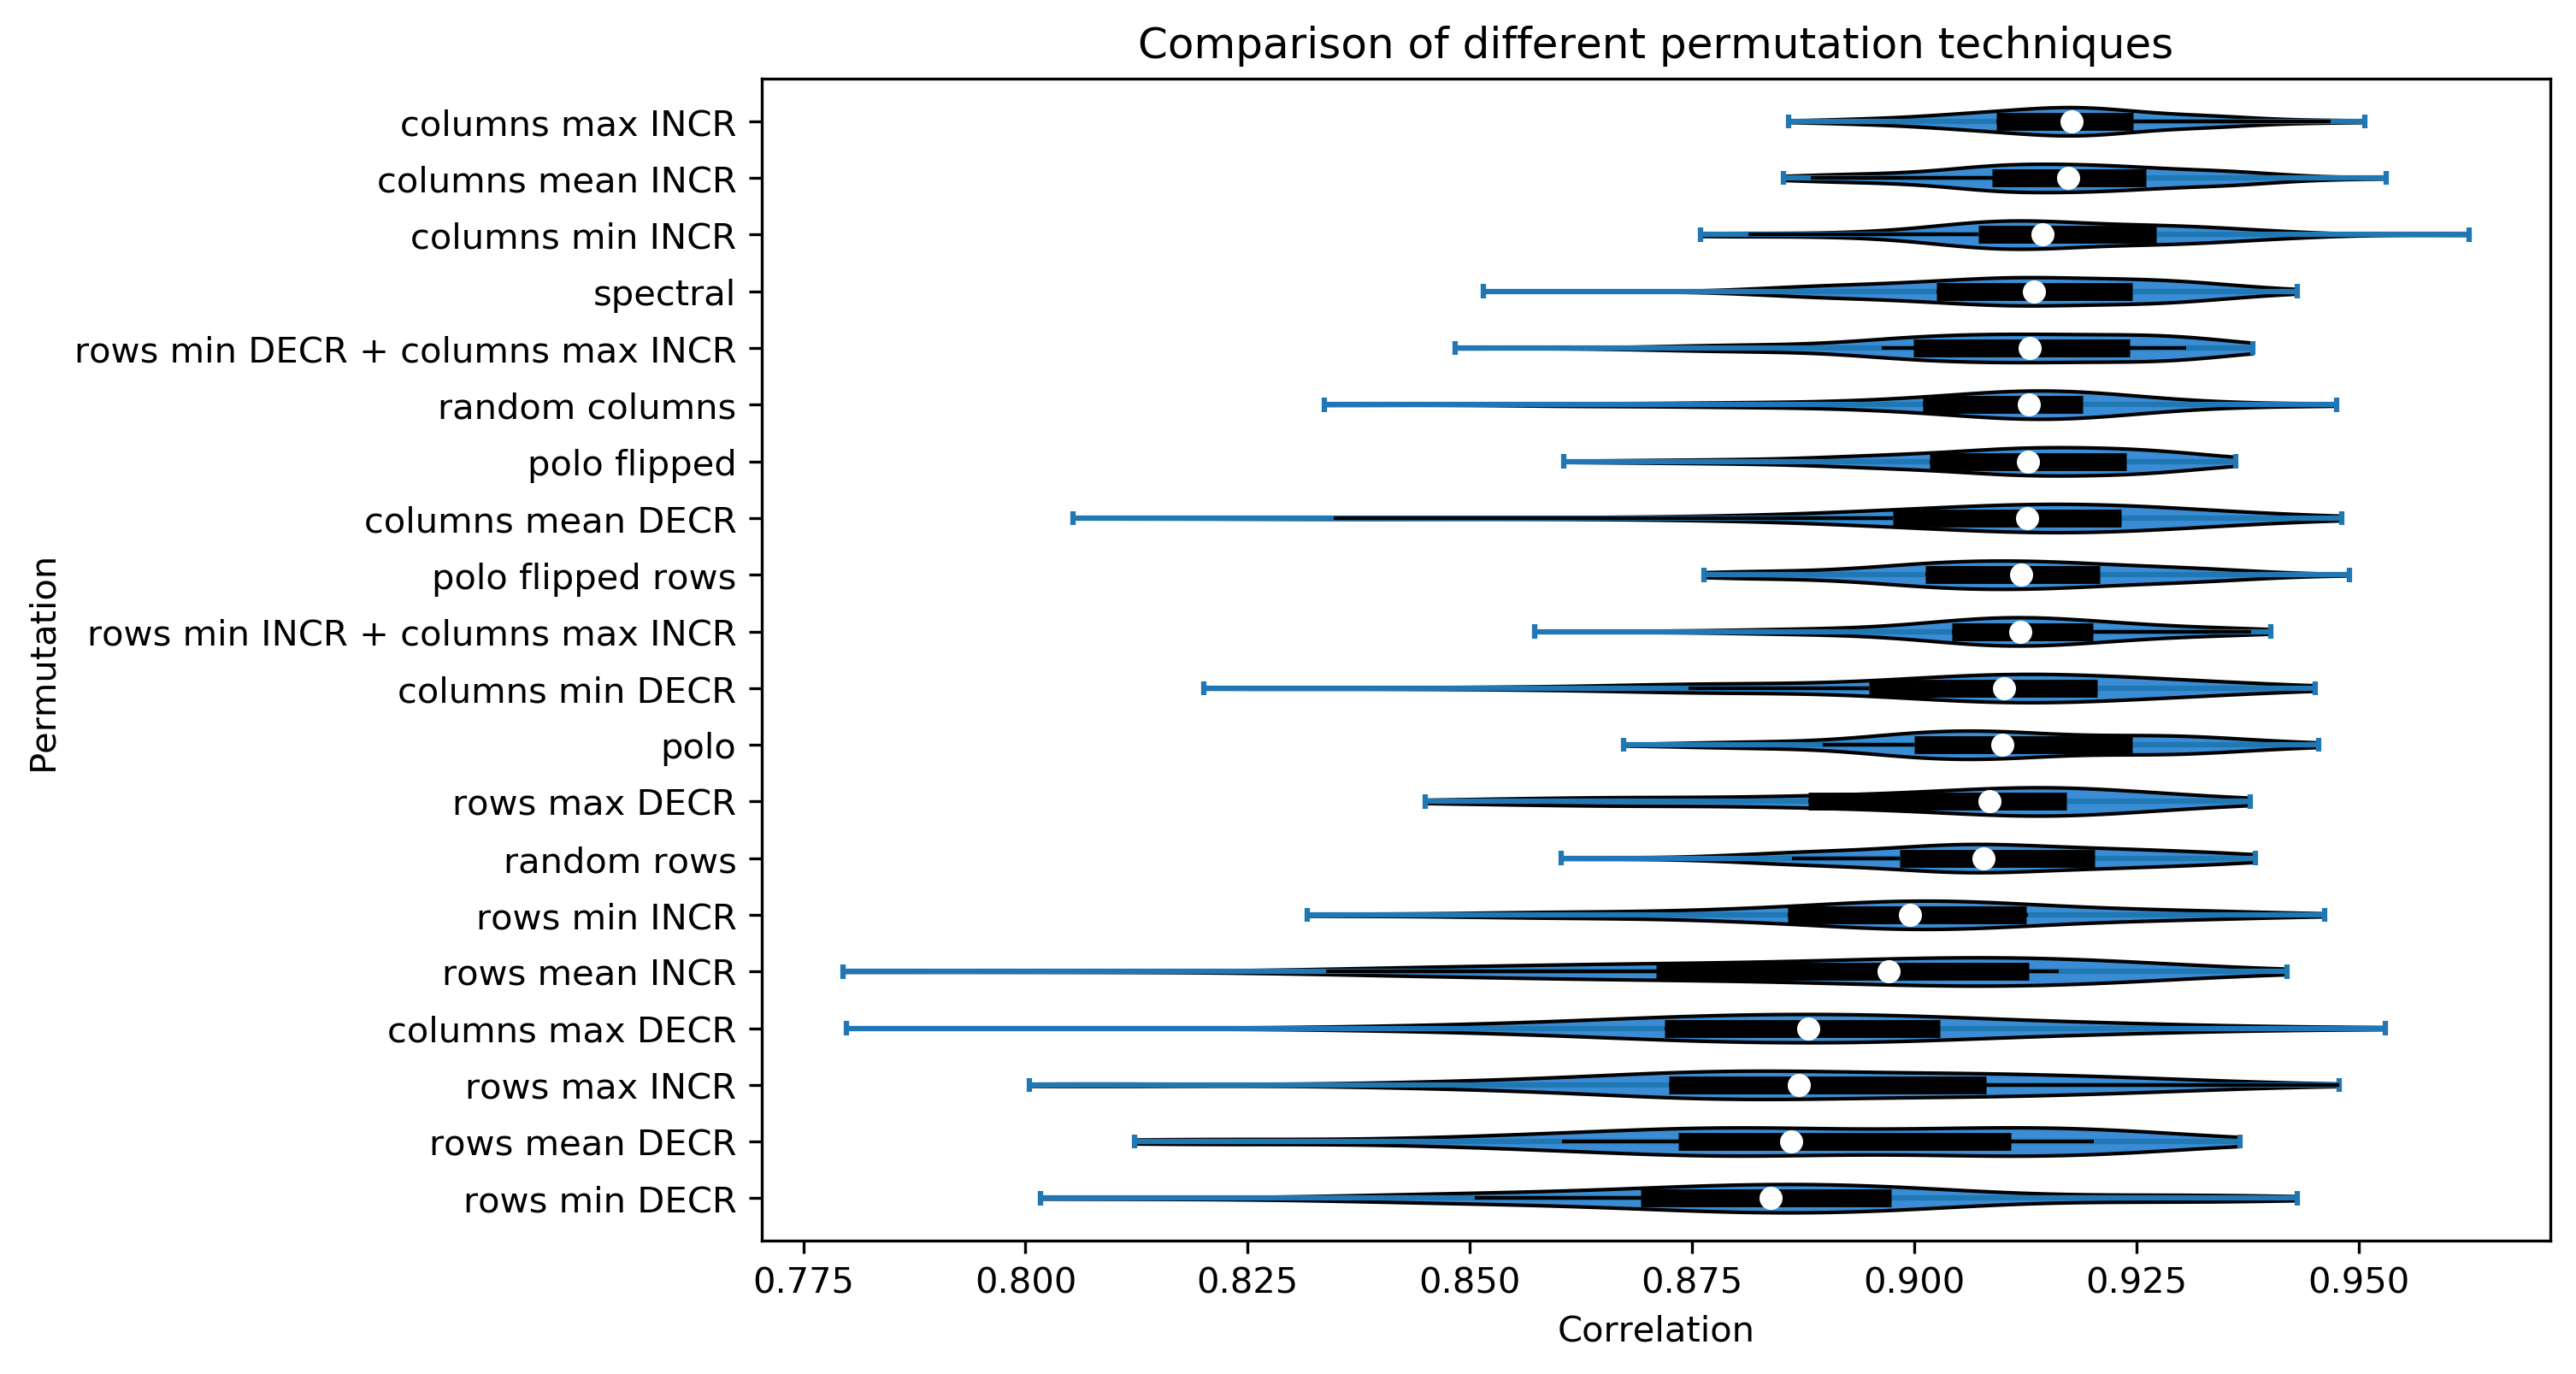 Comparison of different permutation techniques
columns max INCR
columns mean INCR
columns min INCR
spectral
rows min DECR + columns max INCR
random columns
polo flipped
columns mean DECR
polo flipped rows
rows min INCR + columns max INCR
columns min DECR
polo
rows max DECR
random rows
rows min INCR
rows mean INCR
columns max DECR
rows max INCR
rows mean DECR
rows min DECR
Permutation
0.775 0.800 0.825 0.850 0.875 0.900 0.925 0.950
Correlation